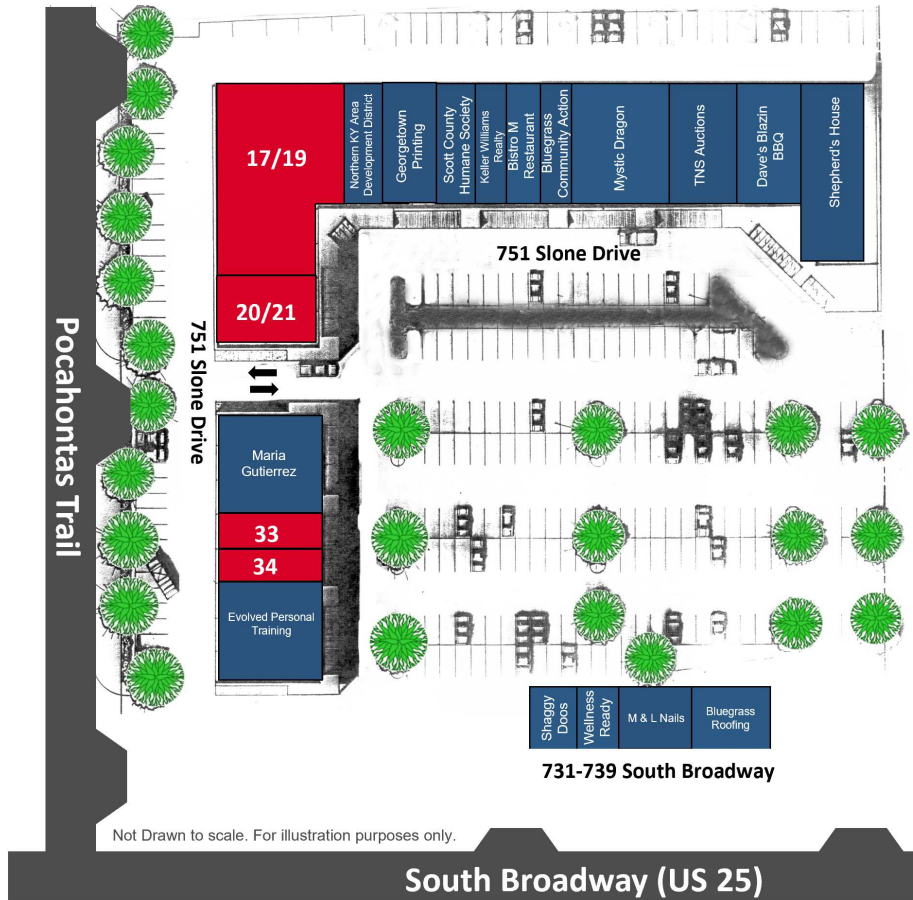 17/19
Northern KY Area
Development District
Georgetown
Printing
Scott County
Humane Society
Keller Williams
Realty
Bistro M
Restaurant
Bluegrass
Community Action
Mystic Dragon
TNS Auctions
Dave's Blazin
BBQ
Shepherd's House
751 Slone Drive
20/21
Pocahontas Trail
751 Slone Drive
Maria
Gutierrez
33
34
Evolved Personal
Training
Shaggy
Doos
Wellness
Ready
M & L Nails
Bluegrass
Roofing
731-739 South Broadway
Not Drawn to scale. For illustration purposes only.
South Broadway (US 25)